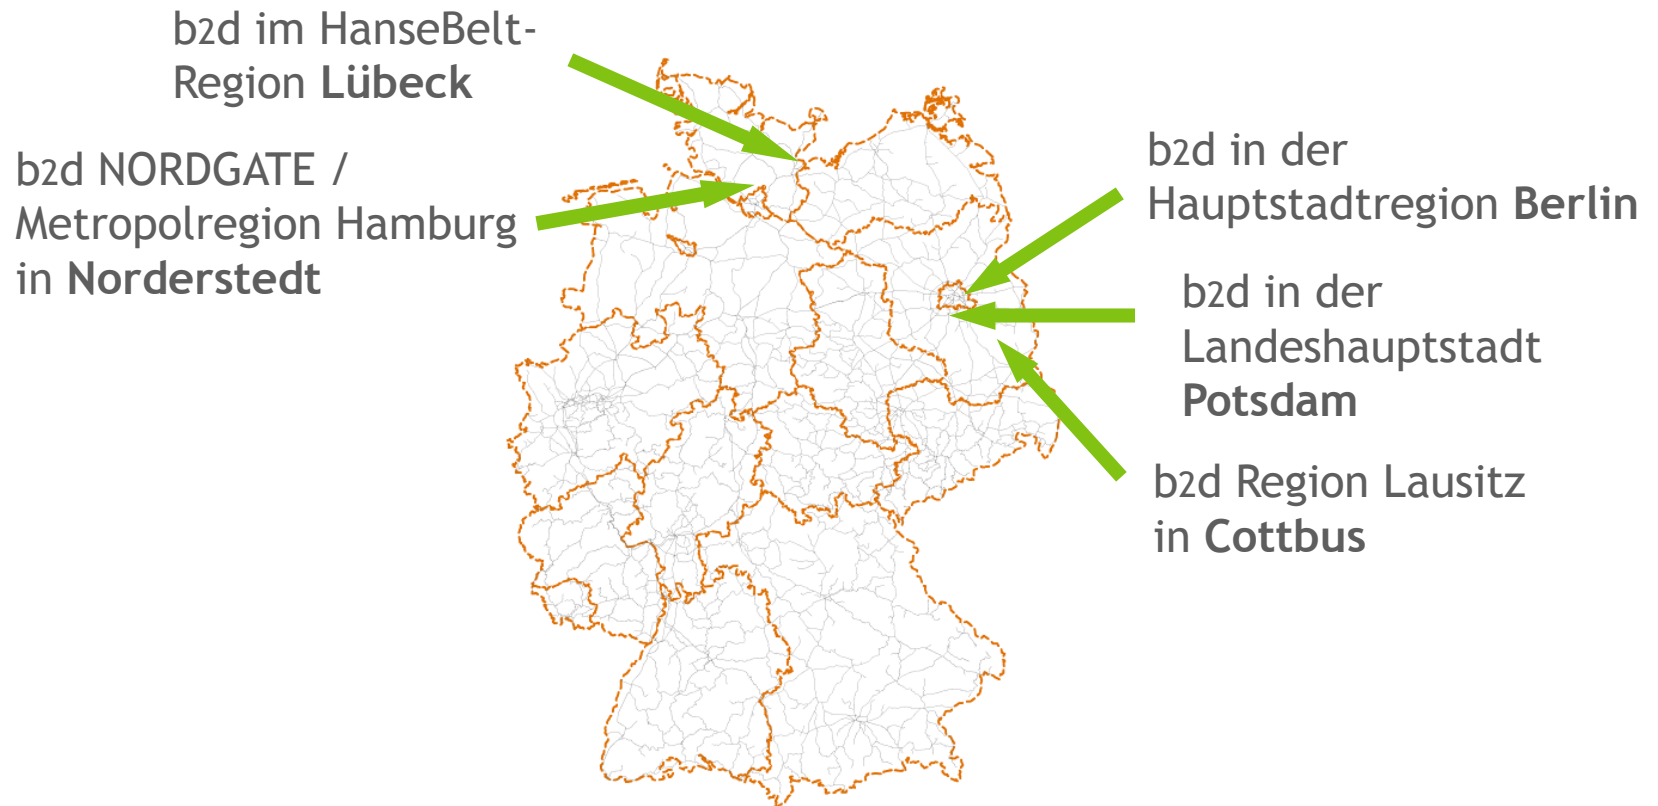 b2d im HanseBelt-
Region Lübeck
b2d NORDGATE /
Metropolregion Hamburg
in Norderstedt
b2d in der
Hauptstadtregion Berlin
b2d in der
Landeshauptstadt
Potsdam
b2d Region Lausitz
in Cottbus